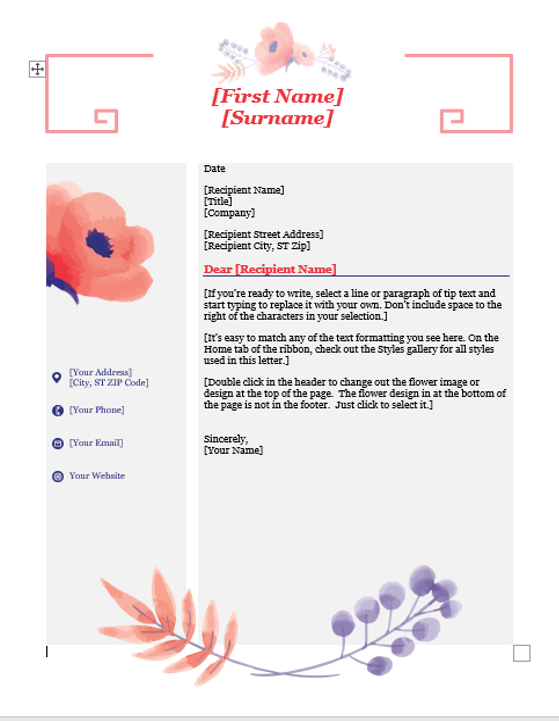 [First Name]
[Surname]
Date
[Recipient Name]
[Title]
[Company]
[Recipient Street Address]
[Recipient City, ST Zip]
Dear [Recipient Name]
[If you're ready to write, select a line or paragraph of tip text and
start typing to replace it with your own. Don't include space to the
right of the characters in your selection.]
[It's easy to match any of the text formatting you see here. On the
Home tab of the ribbon, check out the Styles gallery for all styles
used in this letter.]
[Double click in the header to change out the flower image or
design at the top of the page.  The flower design in at the bottom of
the page is not in the footer.  Just click to select it.]
Sincerely,
[Your Name]
[Your Address]
[City, ST ZIP Code]
[Your Phone]
[Your Email]
Your Website